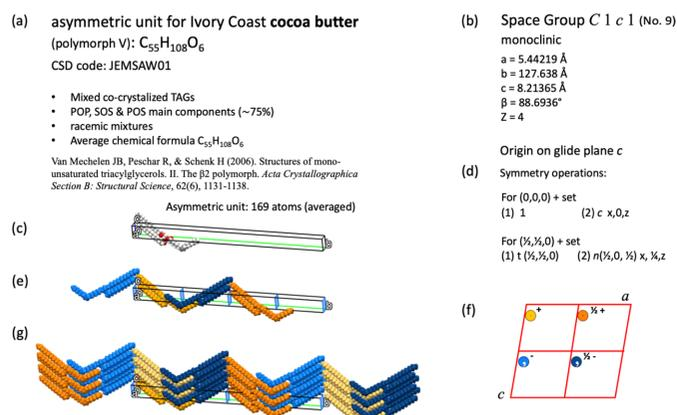 (a) asymmetric unit for Ivory Coast cocoa butter
(polymorph V): C₅₅H₁₀₈O₆
CSD code: JEMSAW01
• Mixed co-crystalized TAGs
• POP, SOS & POS main components (~75%)
• racemic mixtures
• Average chemical formula C₅₅H₁₀₈O₆
Van Mechelen JB, Peschar R, & Schenk H (2006). Structures of mono-
unsaturated triacylglycerols. II. The β2 polymorph. Acta Crystallographica
Section B: Structural Science, 62(6), 1131-1138.
Asymmetric unit: 169 atoms (averaged)
(c)
(e)
(g)
(b) Space Group C 1 c 1 (No. 9)
monoclinic
a = 5.44219 Å
b = 127.638 Å
c = 8.21365 Å
β = 88.6936°
Z = 4
Origin on glide plane c
(d) Symmetry operations:
For (0,0,0) + set
(1) 1 (2) c x,0,z
For (½,½,0) + set
(1) t (½,½,0) (2) n(½,0, ½) x, ¼,z
(f)
a
+ ½ +
- ½ -
c